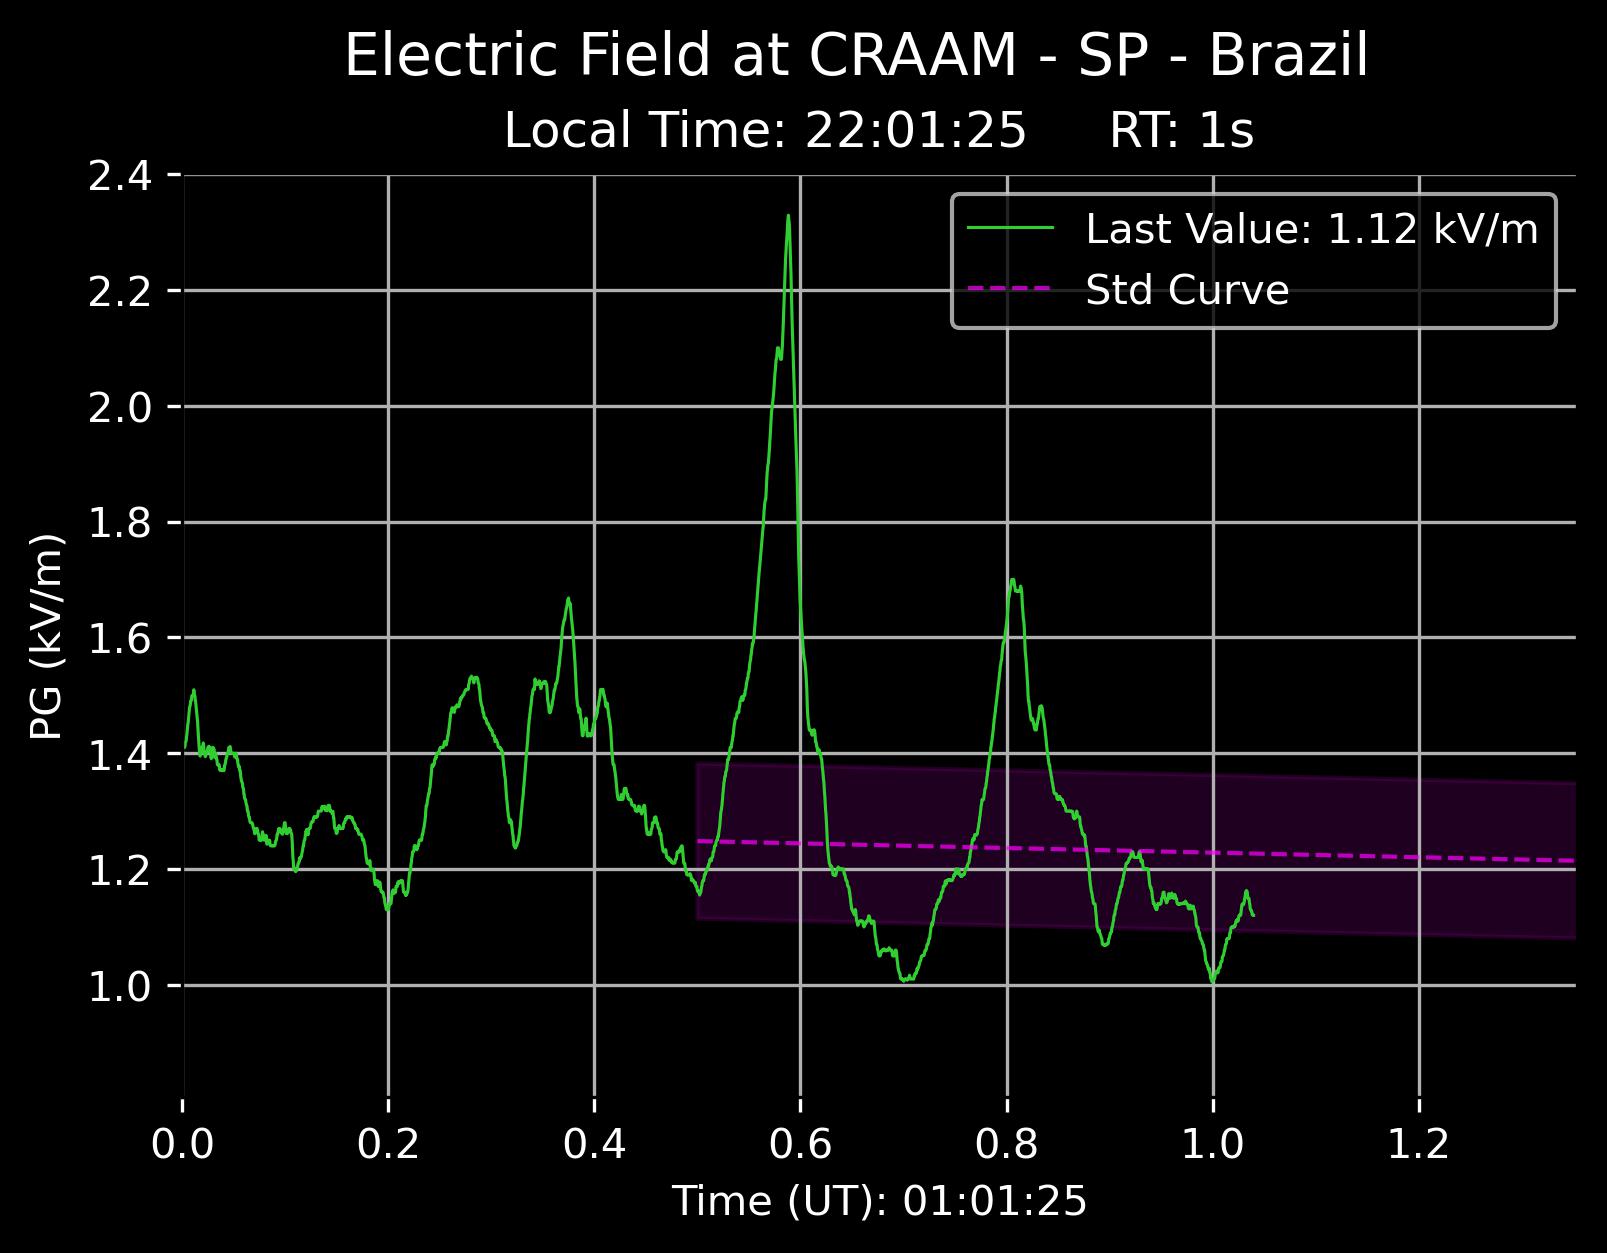 Electric Field at CRAAM - SP - Brazil
Local Time: 22:01:25 RT: 1s
Last Value: 1.12 kV/m
Std Curve
PG (kV/m)
2.4
2.2
2.0
1.8
1.6
1.4
1.2
1.0
0.0 0.2 0.4 0.6 0.8 1.0 1.2
Time (UT): 01:01:25